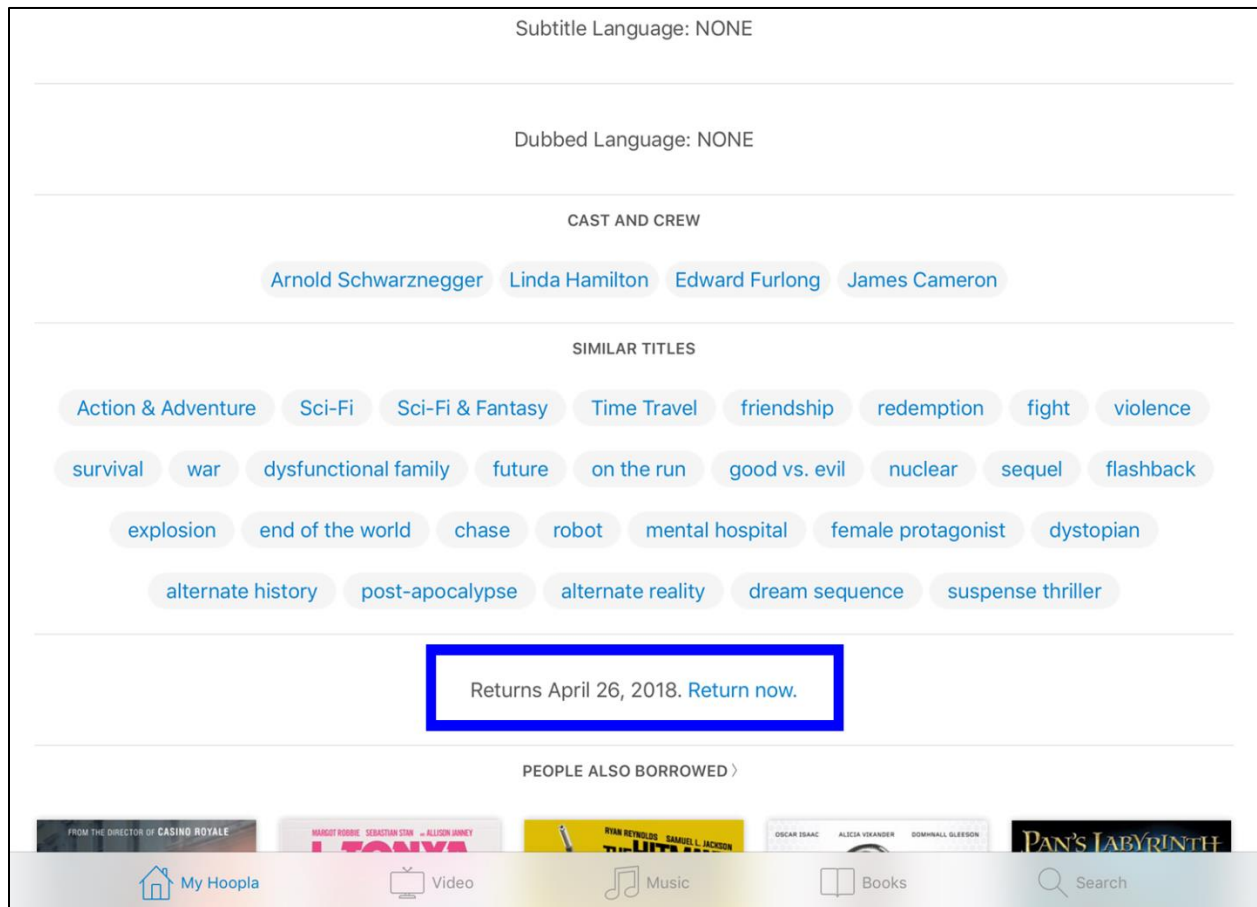 Subtitle Language: NONE
Dubbed Language: NONE
CAST AND CREW
Arnold Schwarznegger Linda Hamilton Edward Furlong James Cameron
SIMILAR TITLES
Action & Adventure Sci-Fi Sci-Fi & Fantasy Time Travel friendship redemption fight violence
survival war dysfunctional family future on the run good vs. evil nuclear sequel flashback
explosion end of the world chase robot mental hospital female protagonist dystopian
alternate history post-apocalypse alternate reality dream sequence suspense thriller
Returns April 26, 2018. Return now.
PEOPLE ALSO BORROWED 〉
FROM THE DIRECTOR OF CASINO ROYALE
MARGOT ROBBIE SEBASTIAN STAN ALLISON JANNEY
I, TONYA
RYAN REYNOLDS SAMUEL L. JACKSON
THE HITMAN
OSCAR ISAAC ALICIA VIKANDER DOMHNALL GLEESON
PAN'S LABYRINTH
My Hoopla Video Music Books Search